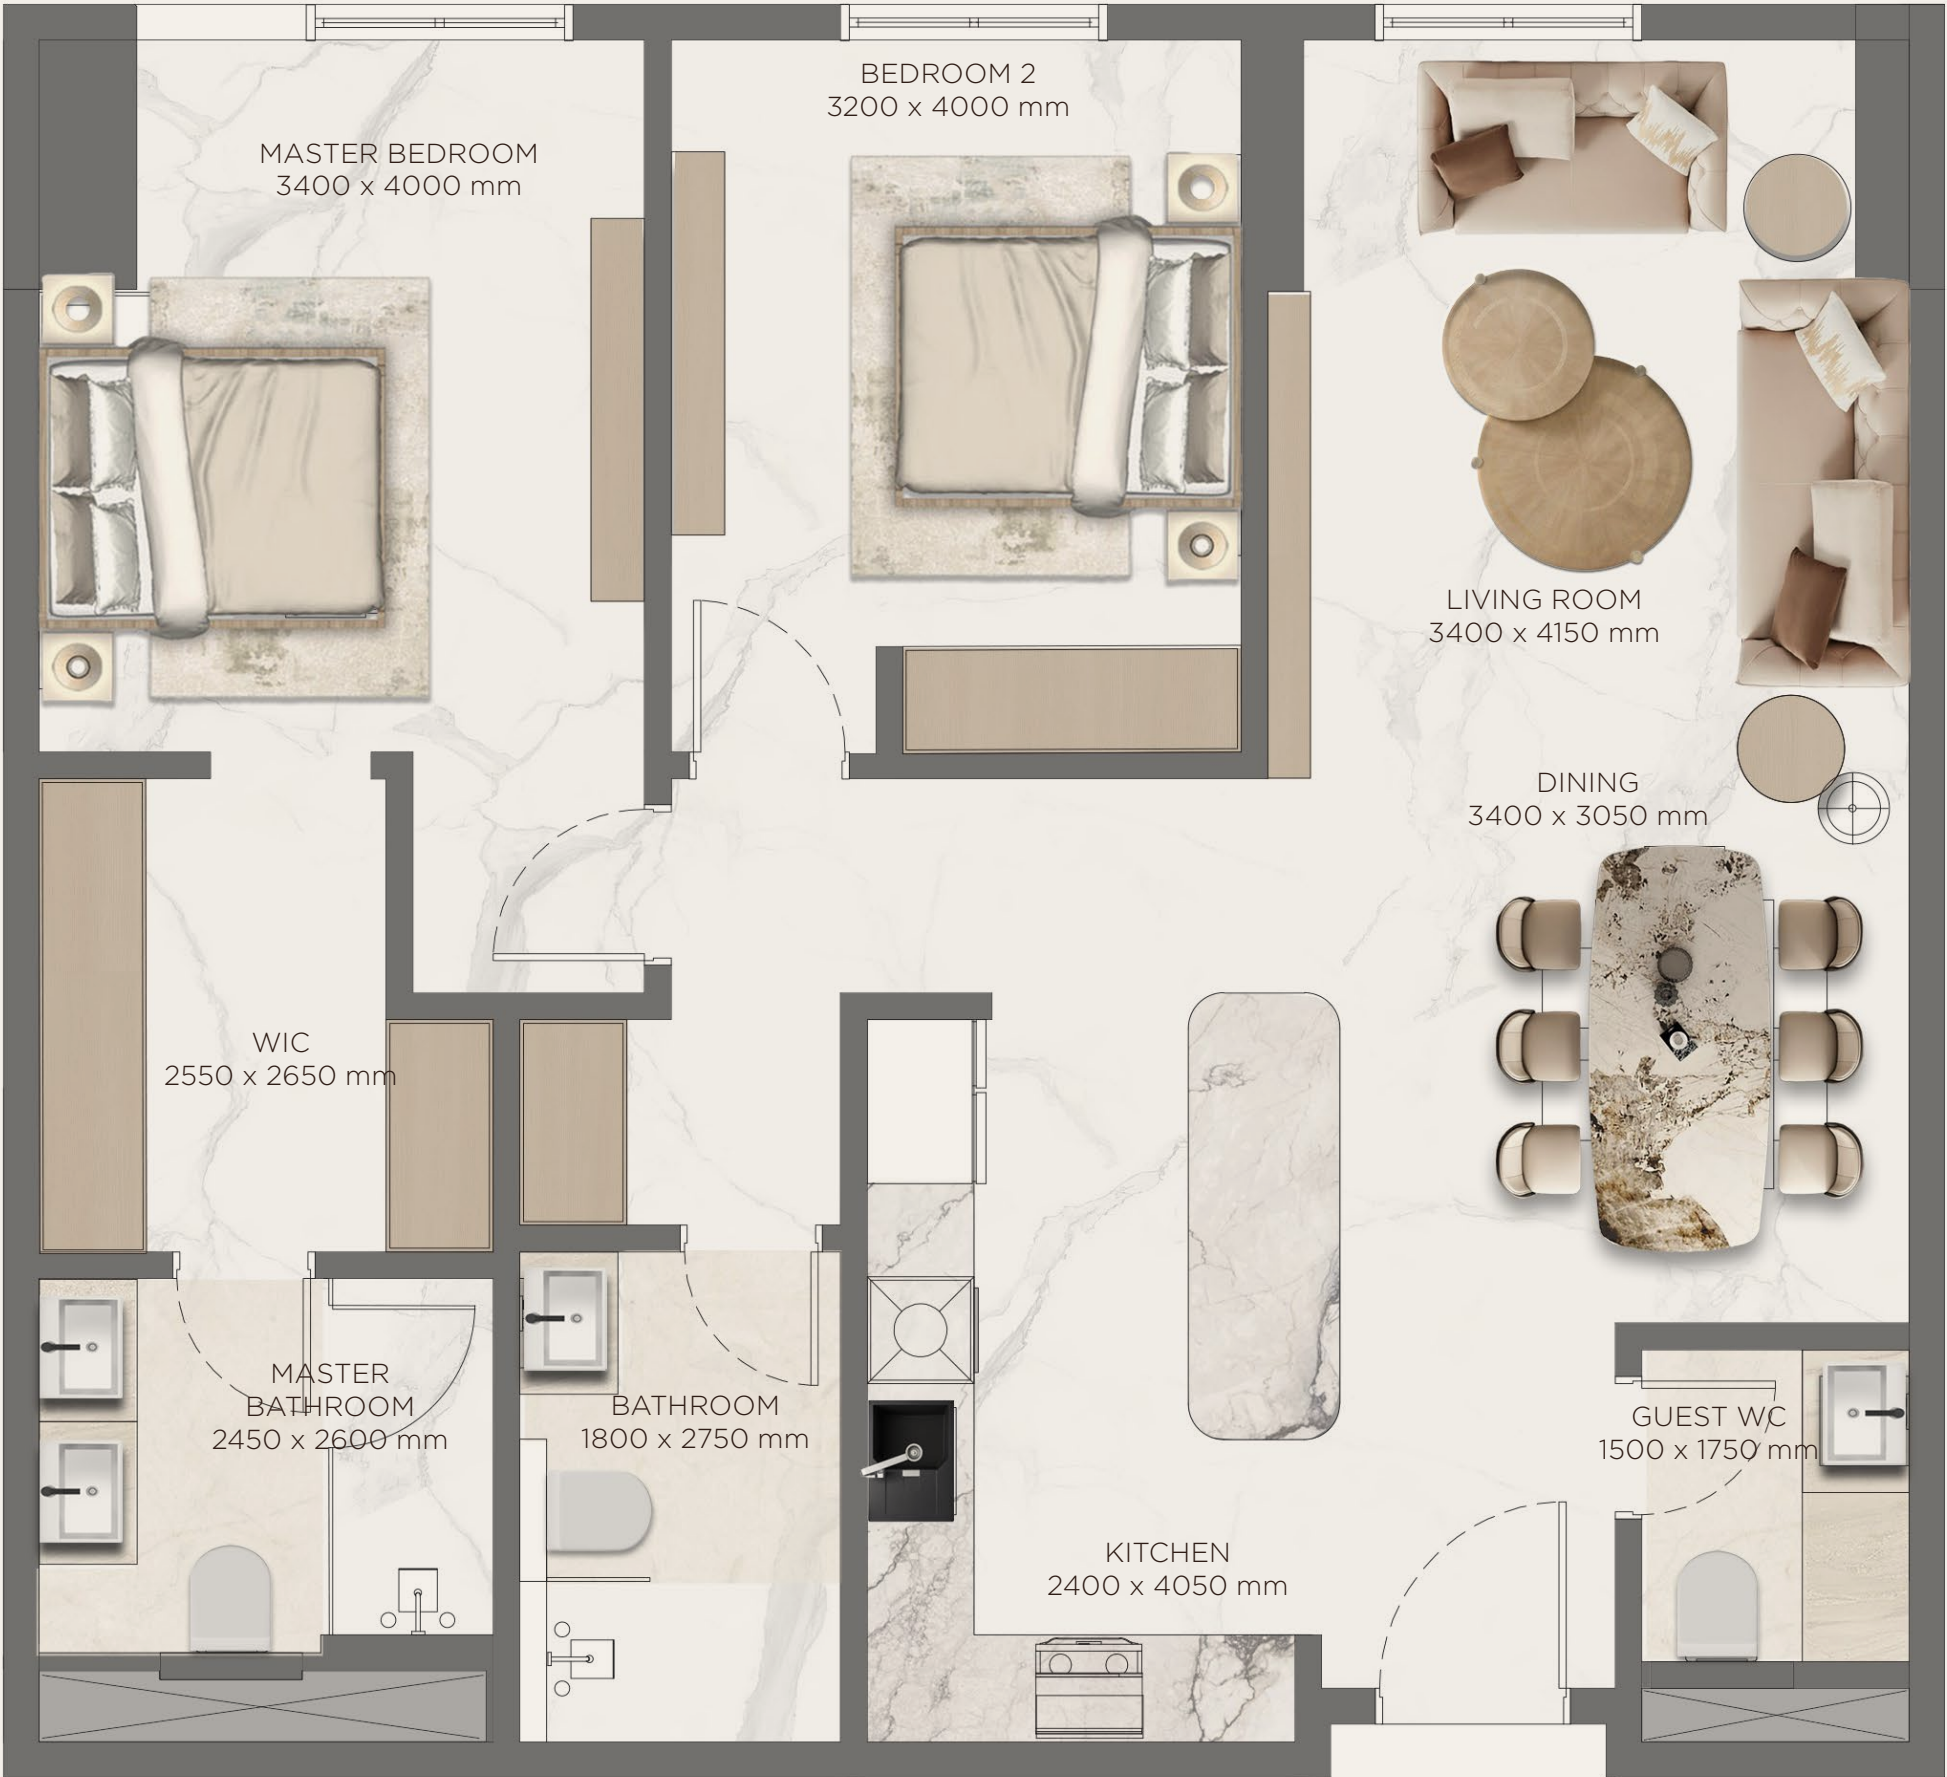 BEDROOM 2
3200 x 4000 mm
MASTER BEDROOM
3400 x 4000 mm
LIVING ROOM
3400 x 4150 mm
DINING
3400 x 3050 mm
WIC
2550 x 2650 mm
MASTER
BATHROOM
2450 x 2600 mm
BATHROOM
1800 x 2750 mm
GUEST WC
1500 x 1750 mm
KITCHEN
2400 x 4050 mm